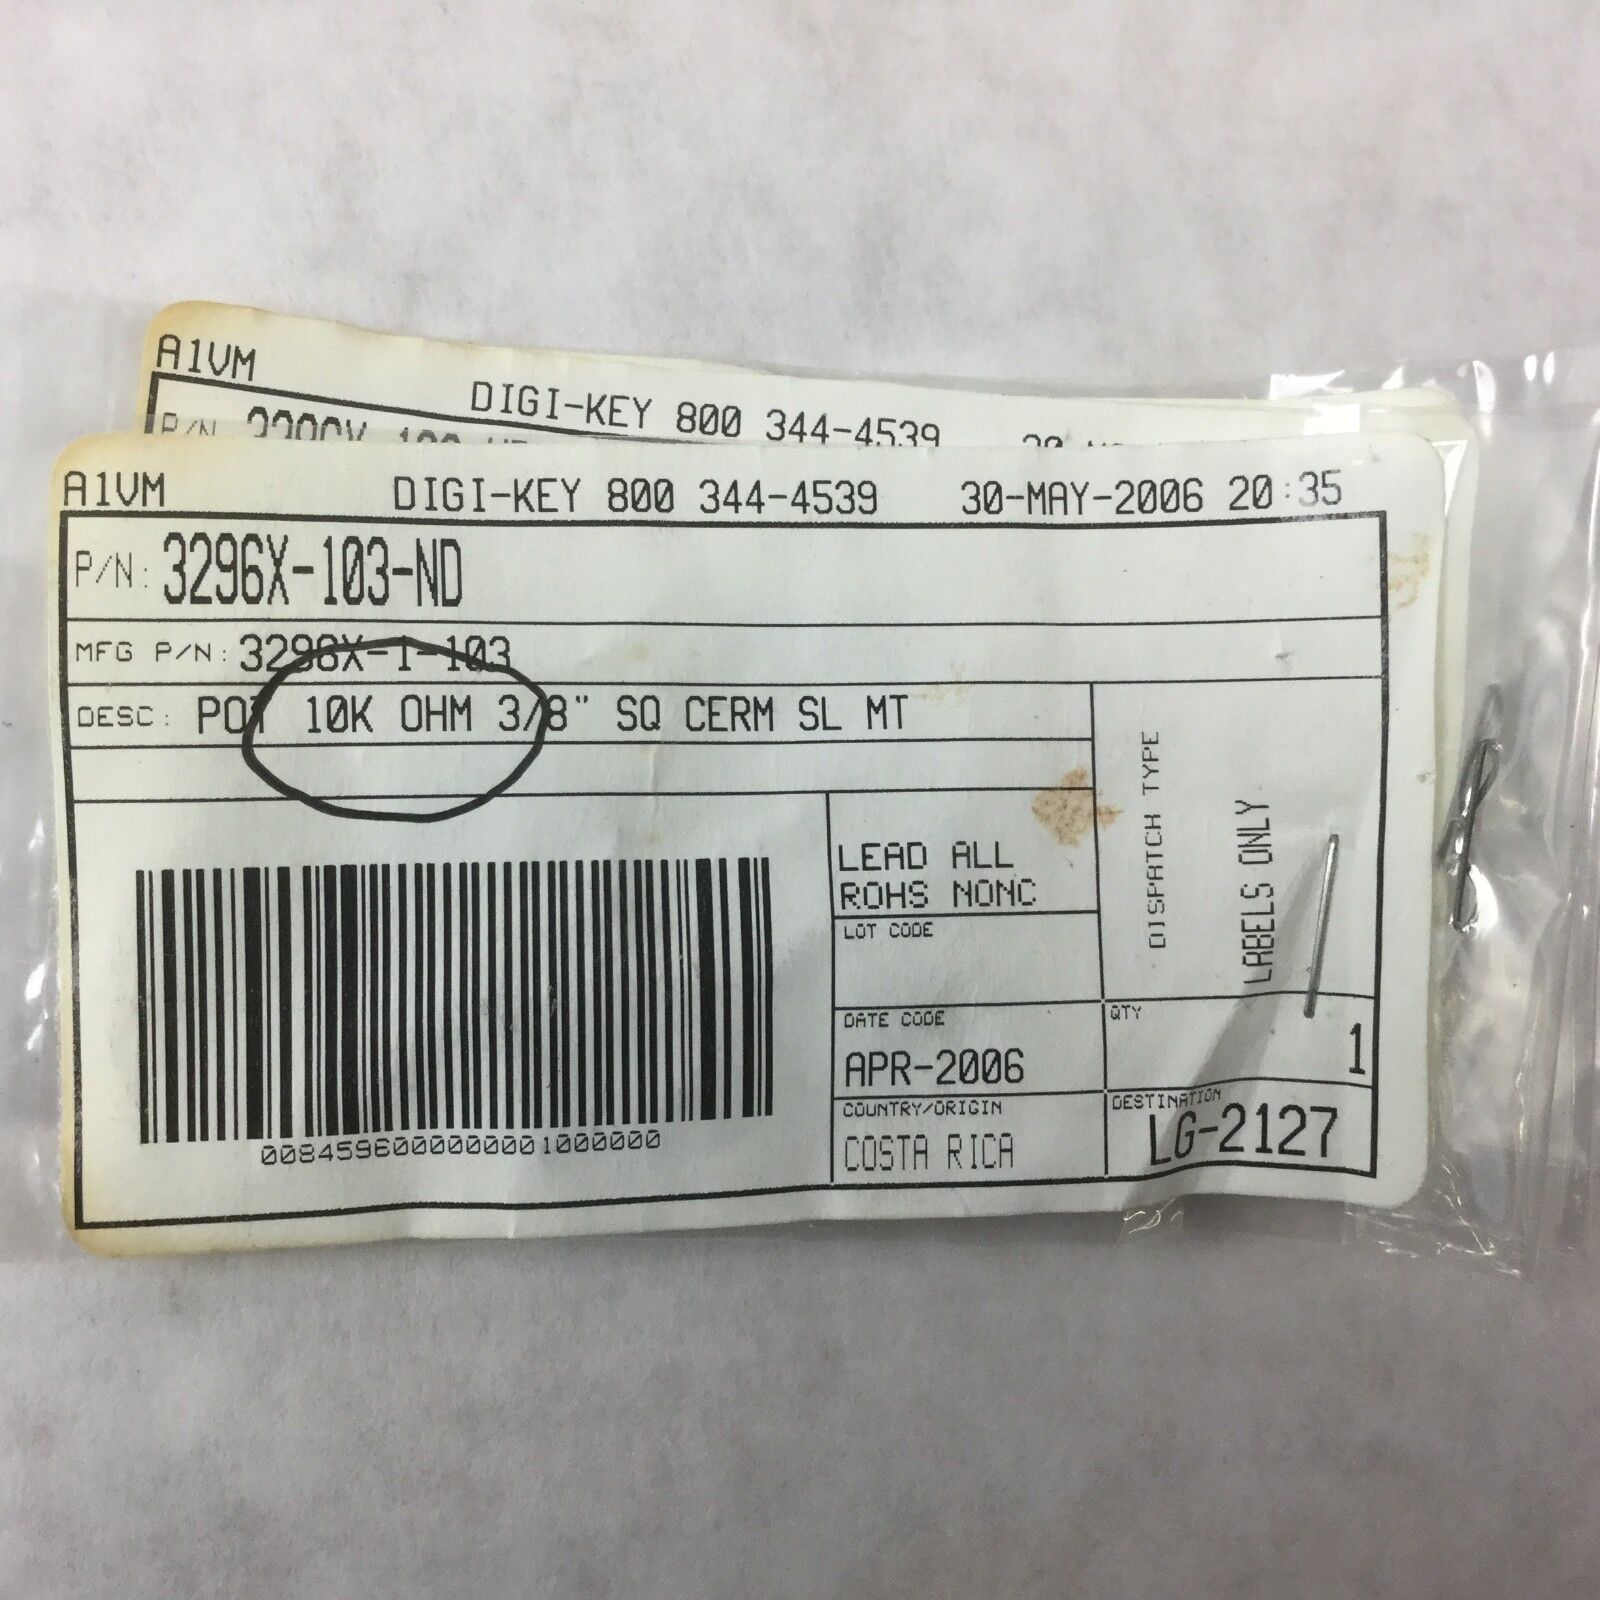 A1VM
DIGI-KEY 800 344-4539
P/N:
A1VM DIGI-KEY 800 344-4539 30-MAY-2006 20:35
P/N: 3296X-103-ND
MFG P/N: 3296X-1-103
DESC: POT 10K OHM 3/8" SQ CERM SL MT
LEAD ALL
ROHS NONC
LOT CODE
DATE CODE
APR-2006
COUNTRY/ORIGIN
COSTA RICA
DISPATCH TYPE
LABELS ONLY
QTY
1
DESTINATION
LG-2127